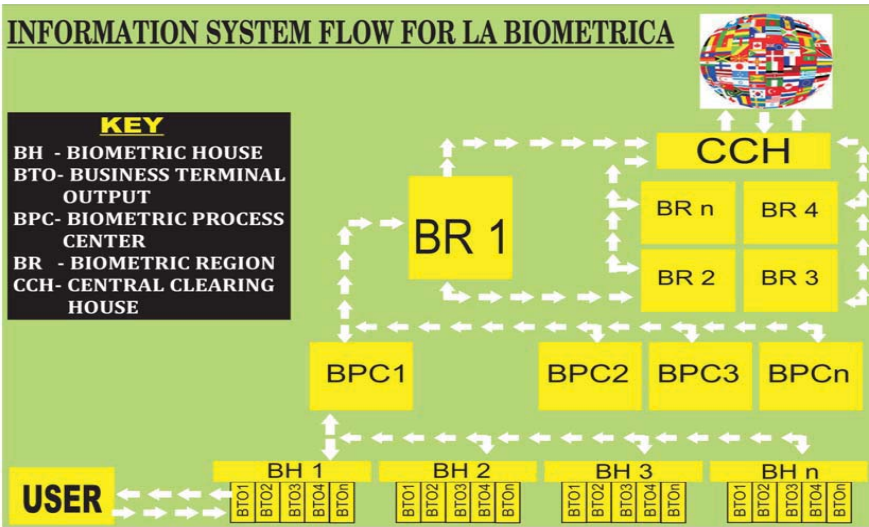 INFORMATION SYSTEM FLOW FOR LA BIOMETRICA
KEY
BH - BIOMETRIC HOUSE
BTO- BUSINESS TERMINAL
OUTPUT
BPC- BIOMETRIC PROCESS
CENTER
BR - BIOMETRIC REGION
CCH- CENTRAL CLEARING
HOUSE
CCH
BR 1
BR n
BR 4
BR 2
BR 3
BPC1
BPC2
BPC3
BPCn
BH 1
BH 2
BH 3
BH n
USER
BTO1
BTO2
BTO3
BTO4
BTOn
BTO1
BTO2
BTO3
BTO4
BTOn
BTO1
BTO2
BTO3
BTO4
BTOn
BTO1
BTO2
BTO3
BTO4
BTOn